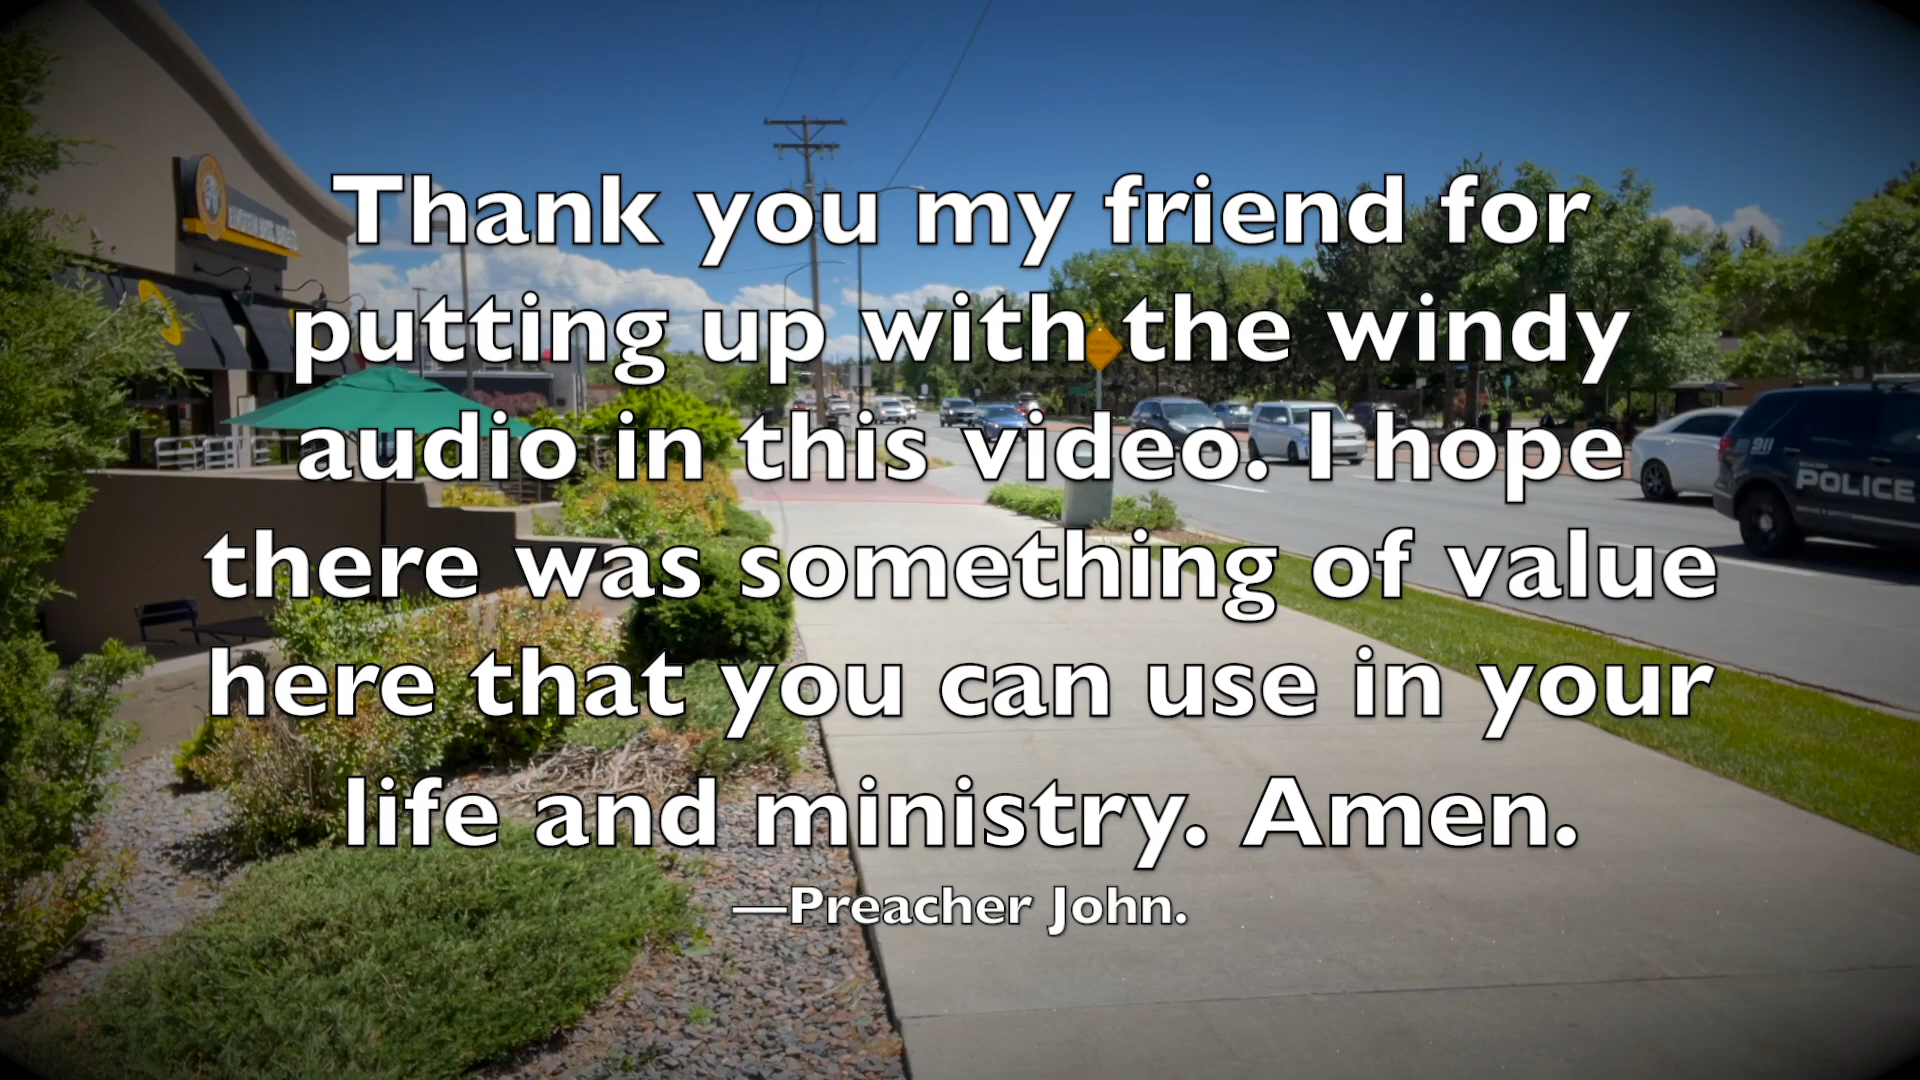 Thank you my friend for
putting up with the windy
audio in this video. I hope
there was something of value
here that you can use in your
life and ministry. Amen.
—Preacher John.
911
POLICE